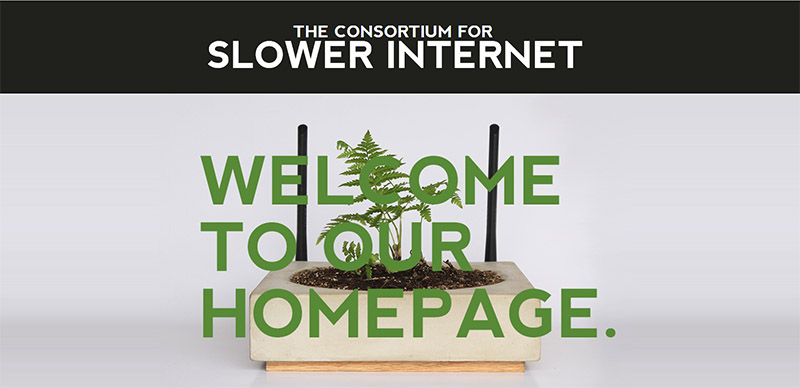 THE CONSORTIUM FOR
SLOWER INTERNET
WELCOME
TO OUR
HOMEPAGE.